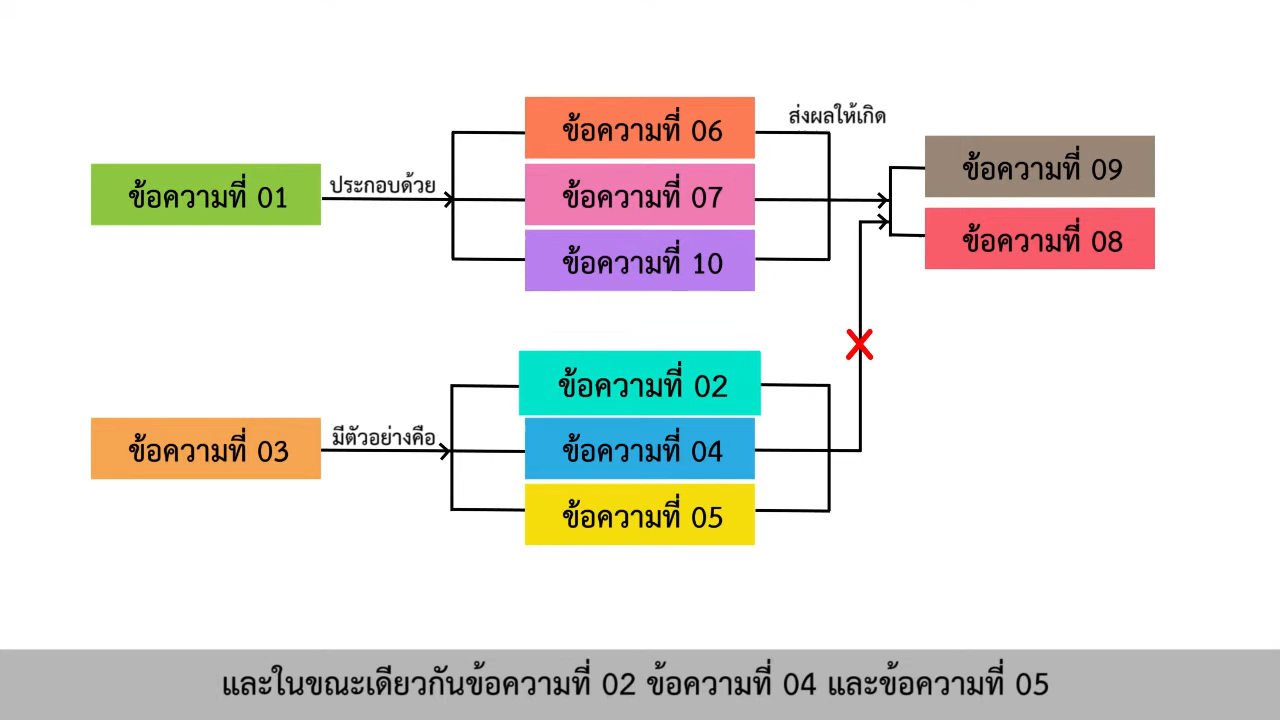 ข้อความที่ 01
ประกอบด้วย
ข้อความที่ 06
ข้อความที่ 07
ข้อความที่ 10
ส่งผลให้เกิด
ข้อความที่ 09
ข้อความที่ 08
ข้อความที่ 03
มีตัวอย่างคือ
ข้อความที่ 02
ข้อความที่ 04
ข้อความที่ 05
และในขณะเดียวกันข้อความที่ 02 ข้อความที่ 04 และข้อความที่ 05